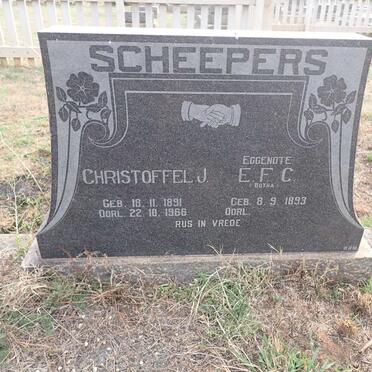 SCHEEPERS
CHRISTOFFEL J.
GEB. 18. 11. 1891
OORL. 22. 10. 1966
EGGENOTE
E. F. C.
BOTHA
GEB. 8. 9. 1893
OORL.
RUS IN VREDE